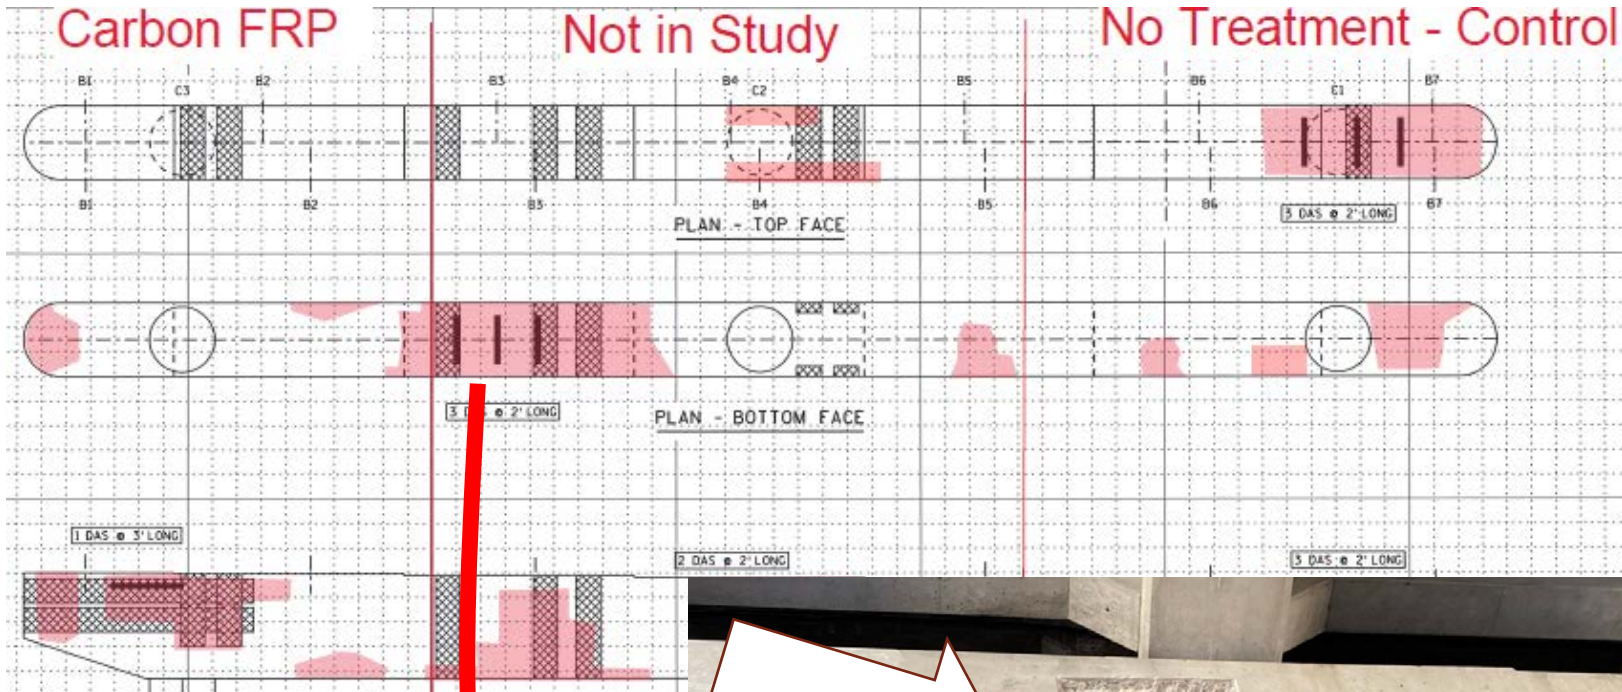 Carbon FRP
Not in Study
No Treatment - Control
B1 B2 B3 B4 B5 B6 B7
C3 C2 C1
B1 B2 B3 B4 B5 B6 B7
3 DAS @ 2' LONG
PLAN - TOP FACE
3 DAS @ 2' LONG
PLAN - BOTTOM FACE
1 DAS @ 3' LONG
2 DAS @ 2' LONG
3 DAS @ 2' LONG